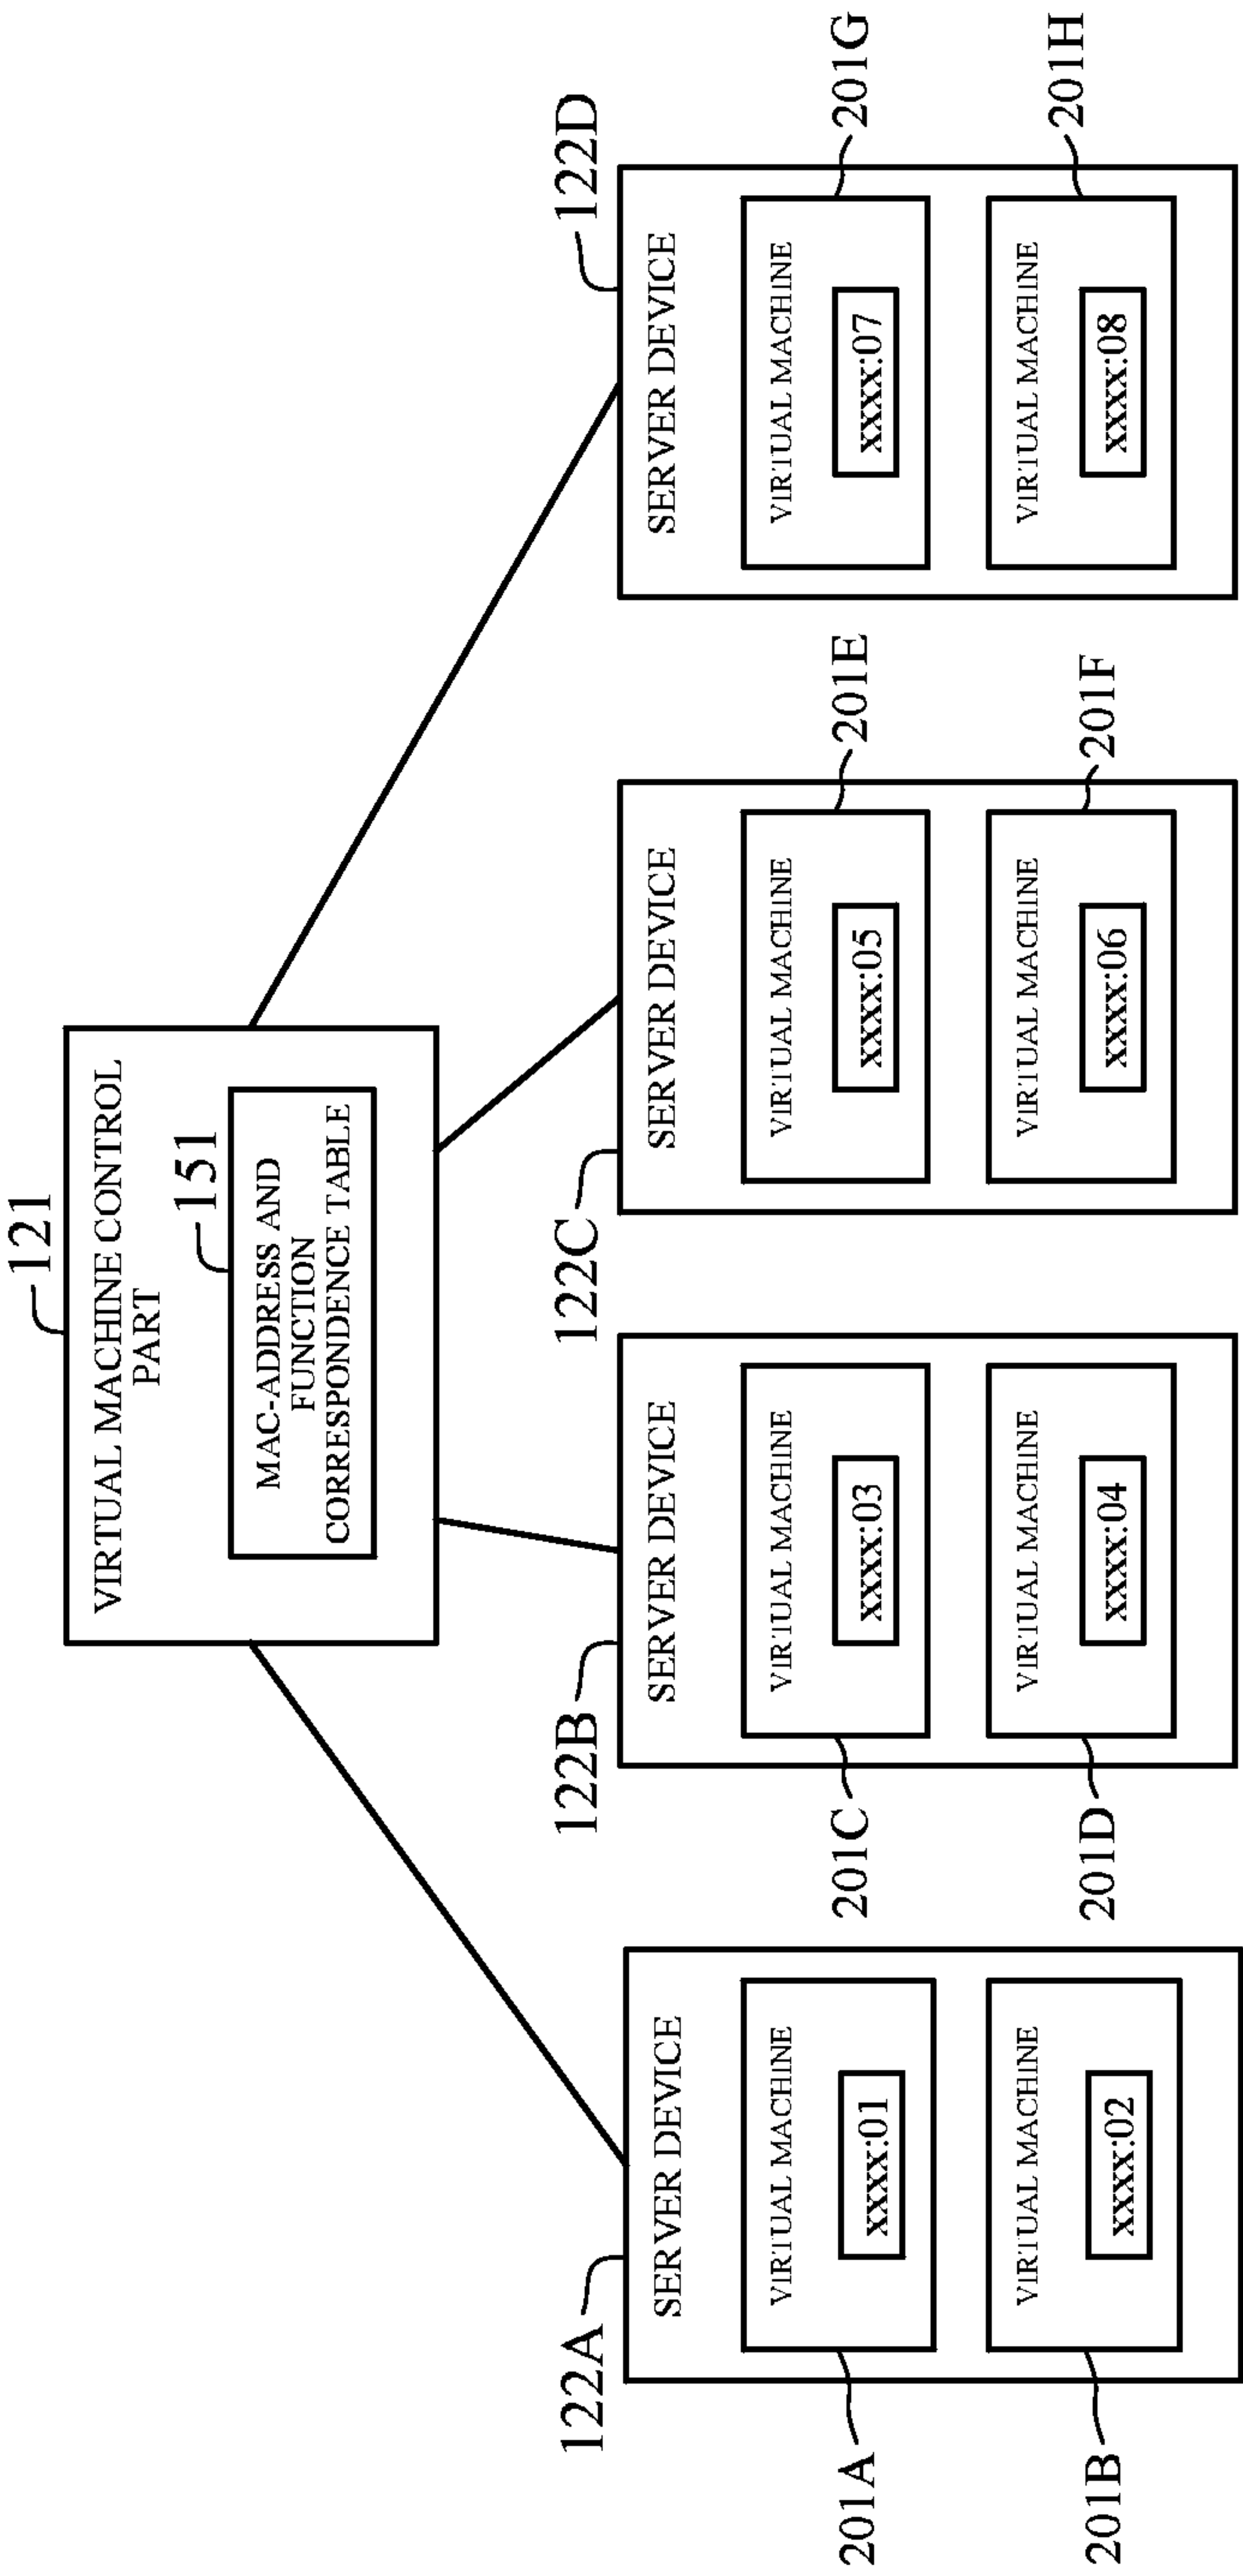 121
VIRTUAL MACHINE CONTROL
PART
151
MAC-ADDRESS AND
FUNCTION
CORRESPONDENCE TABLE
122A
SERVER DEVICE
VIRTUAL MACHINE
xxxx:01
201A
VIRTUAL MACHINE
xxxx:02
201B
122B
SERVER DEVICE
VIRTUAL MACHINE
xxxx:03
201C
VIRTUAL MACHINE
xxxx:04
201D
122C
SERVER DEVICE
VIRTUAL MACHINE
xxxx:05
201E
VIRTUAL MACHINE
xxxx:06
201F
122D
SERVER DEVICE
VIRTUAL MACHINE
xxxx:07
201G
VIRTUAL MACHINE
xxxx:08
201H